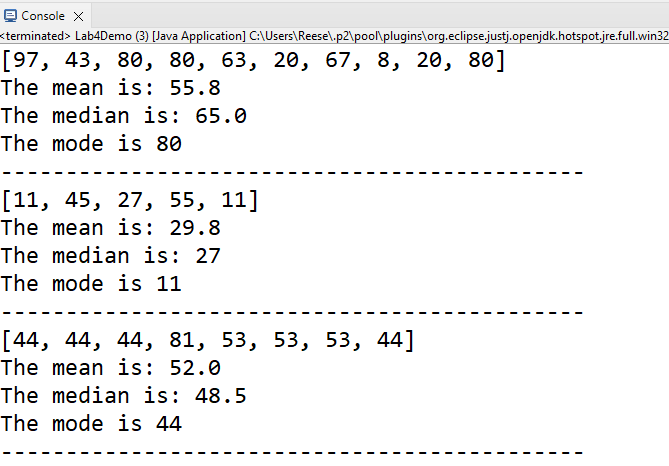 Console
<terminated> Lab4Demo (3) [Java Application] C:\Users\Reese\.p2\pool\plugins\org.eclipse.justj.openjdk.hotspot.jre.full.win32
[97, 43, 80, 80, 63, 20, 67, 8, 20, 80]
The mean is: 55.8
The median is: 65.0
The mode is 80
---------------------------------------------
[11, 45, 27, 55, 11]
The mean is: 29.8
The median is: 27
The mode is 11
---------------------------------------------
[44, 44, 44, 81, 53, 53, 53, 44]
The mean is: 52.0
The median is: 48.5
The mode is 44
---------------------------------------------